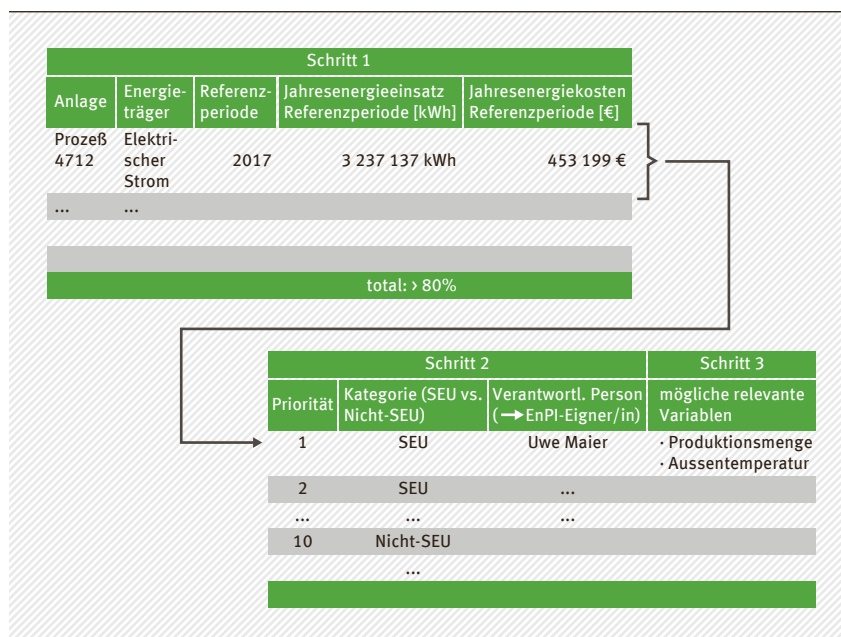 Schritt 1
Anlage
Energie-
träger
Referenz-
periode
Jahresenergieeinsatz
Referenzperiode [kWh]
Jahresenergiekosten
Referenzperiode [€]
Prozeß
4712
Elektri-
scher
Strom
2017
3 237 137 kWh
453 199 €
...
...
total: › 80%
Schritt 2
Schritt 3
Priorität
Kategorie (SEU vs.
Nicht-SEU)
Verantwortl. Person
(→EnPI-Eigner/in)
mögliche relevante
Variablen
1
SEU
Uwe Maier
· Produktionsmenge
· Aussentemperatur
2
SEU
...
...
...
...
10
Nicht-SEU
...